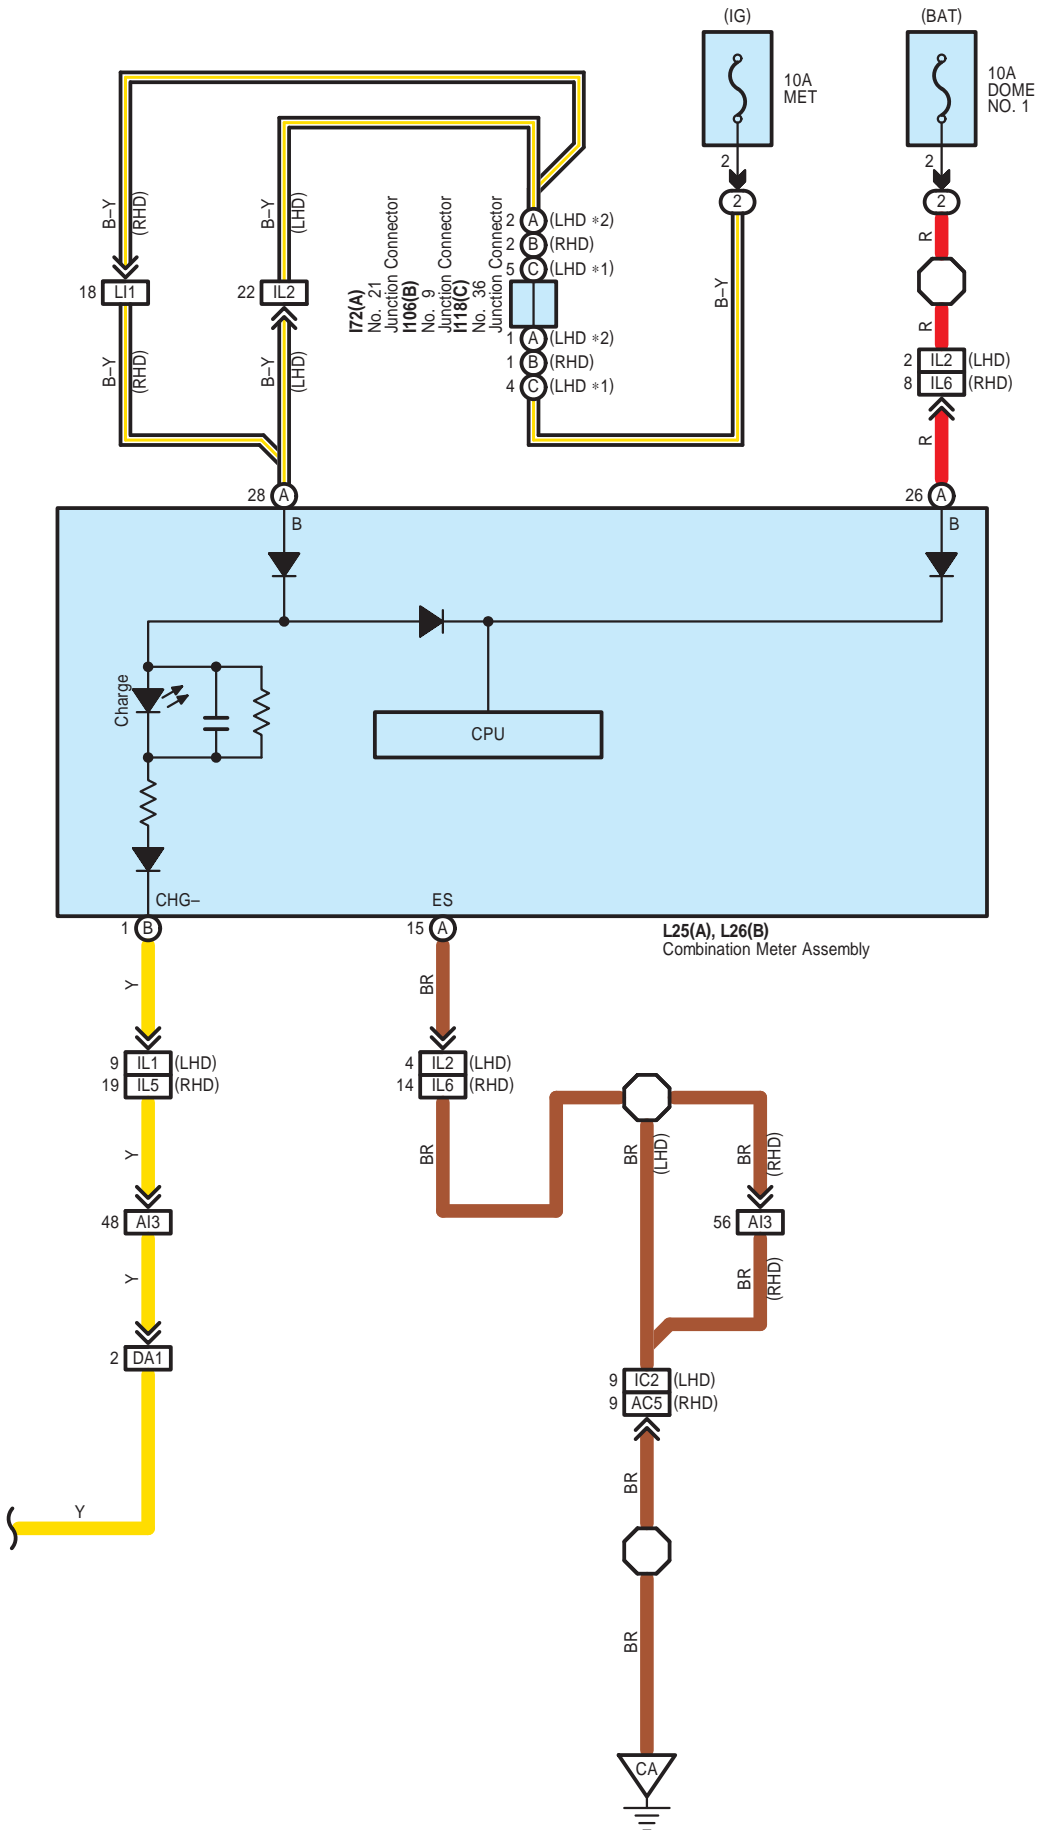 (IG)
(BAT)
10A
MET
10A
DOME
NO. 1
2
2
2
2
B–Y
(RHD)
B–Y
(LHD)
I72(A)
No. 21
Junction Connector
I106(B)
No. 9
Junction Connector
I118(C)
No. 36
Junction Connector
2 A (LHD *2)
2 B (RHD)
5 C (LHD *1)
1 A (LHD *2)
1 B (RHD)
4 C (LHD *1)
B–Y
R
R
18 LI1
22 IL2
B–Y
(RHD)
B–Y
(LHD)
2 IL2 (LHD)
8 IL6 (RHD)
R
28 A
26 A
B
B
Charge
CPU
CHG–
ES
1 B
15 A
L25(A), L26(B)
Combination Meter Assembly
Y
BR
9 IL1 (LHD)
19 IL5 (RHD)
4 IL2 (LHD)
14 IL6 (RHD)
Y
BR
BR
(LHD)
BR
(RHD)
48 AI3
56 AI3
Y
BR
(RHD)
2 DA1
9 IC2 (LHD)
9 AC5 (RHD)
BR
Y
BR
CA